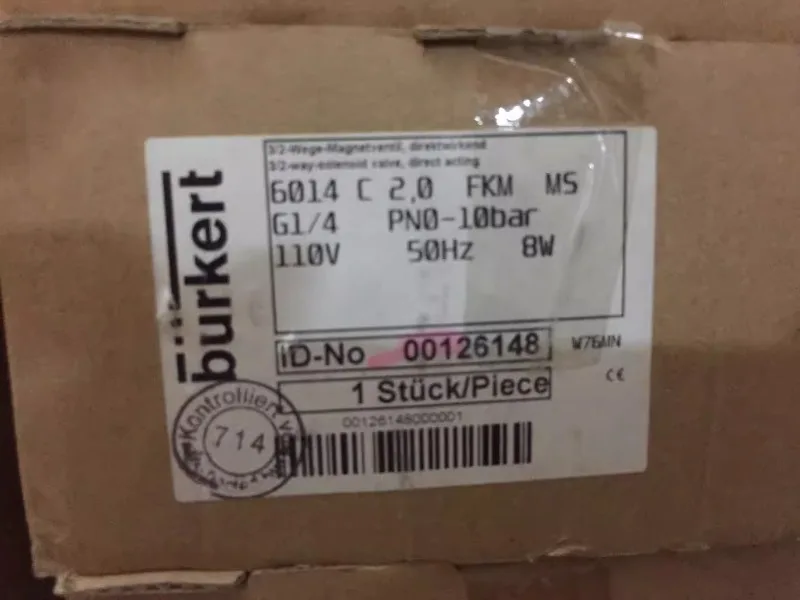 bürkert
3/2-Wege-Magnetventil, direktwirkend
3/2-way-solenoid valve, direct acting
6014 C 2,0 FKM MS
G1/4 PN0-10bar
110V 50Hz 8W
ID-No 00126148
W76MN
1 Stück/Piece
CE
00126148000001
Kontrolliert
714